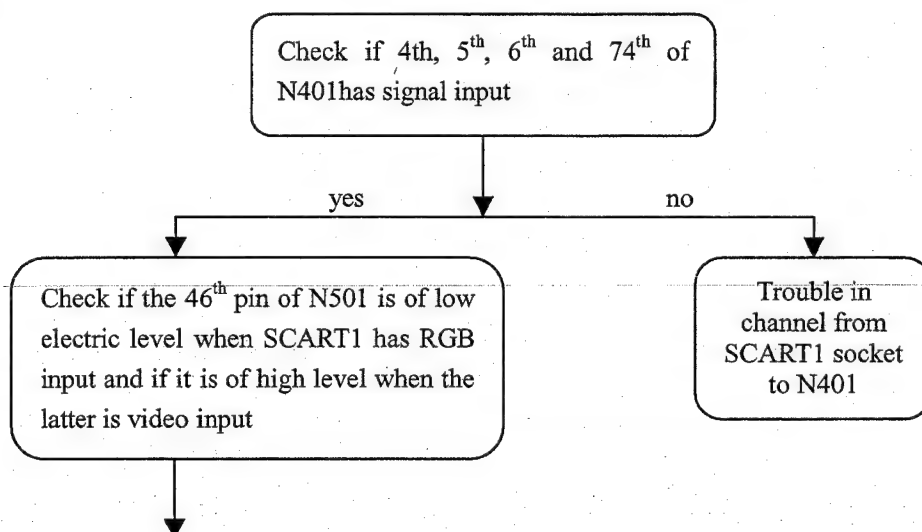 Check if 4th, 5th, 6th and 74th of
N401has signal input
yes
no
Check if the 46th pin of N501 is of low
electric level when SCART1 has RGB
input and if it is of high level when the
latter is video input
Trouble in
channel from
SCART1 socket
to N401